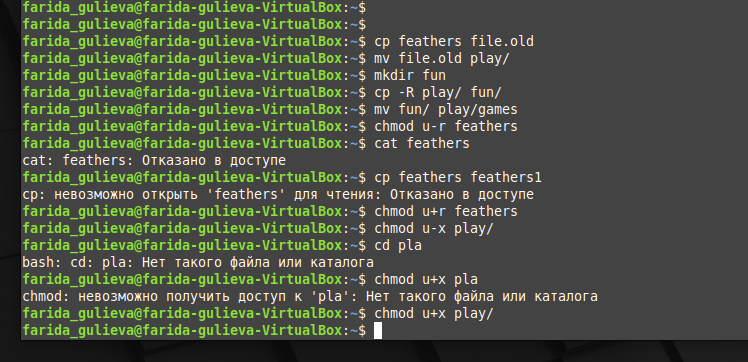 farida_gulieva@farida-gulieva-VirtualBox:~$
farida_gulieva@farida-gulieva-VirtualBox:~$
farida_gulieva@farida-gulieva-VirtualBox:~$ cp feathers file.old
farida_gulieva@farida-gulieva-VirtualBox:~$ mv file.old play/
farida_gulieva@farida-gulieva-VirtualBox:~$ mkdir fun
farida_gulieva@farida-gulieva-VirtualBox:~$ cp -R play/ fun/
farida_gulieva@farida-gulieva-VirtualBox:~$ mv fun/ play/games
farida_gulieva@farida-gulieva-VirtualBox:~$ chmod u-r feathers
farida_gulieva@farida-gulieva-VirtualBox:~$ cat feathers
cat: feathers: Отказано в доступе
farida_gulieva@farida-gulieva-VirtualBox:~$ cp feathers feathers1
cp: невозможно открыть 'feathers' для чтения: Отказано в доступе
farida_gulieva@farida-gulieva-VirtualBox:~$ chmod u+r feathers
farida_gulieva@farida-gulieva-VirtualBox:~$ chmod u-x play/
farida_gulieva@farida-gulieva-VirtualBox:~$ cd pla
bash: cd: pla: Нет такого файла или каталога
farida_gulieva@farida-gulieva-VirtualBox:~$ chmod u+x pla
chmod: невозможно получить доступ к 'pla': Нет такого файла или каталога
farida_gulieva@farida-gulieva-VirtualBox:~$ chmod u+x play/
farida_gulieva@farida-gulieva-VirtualBox:~$